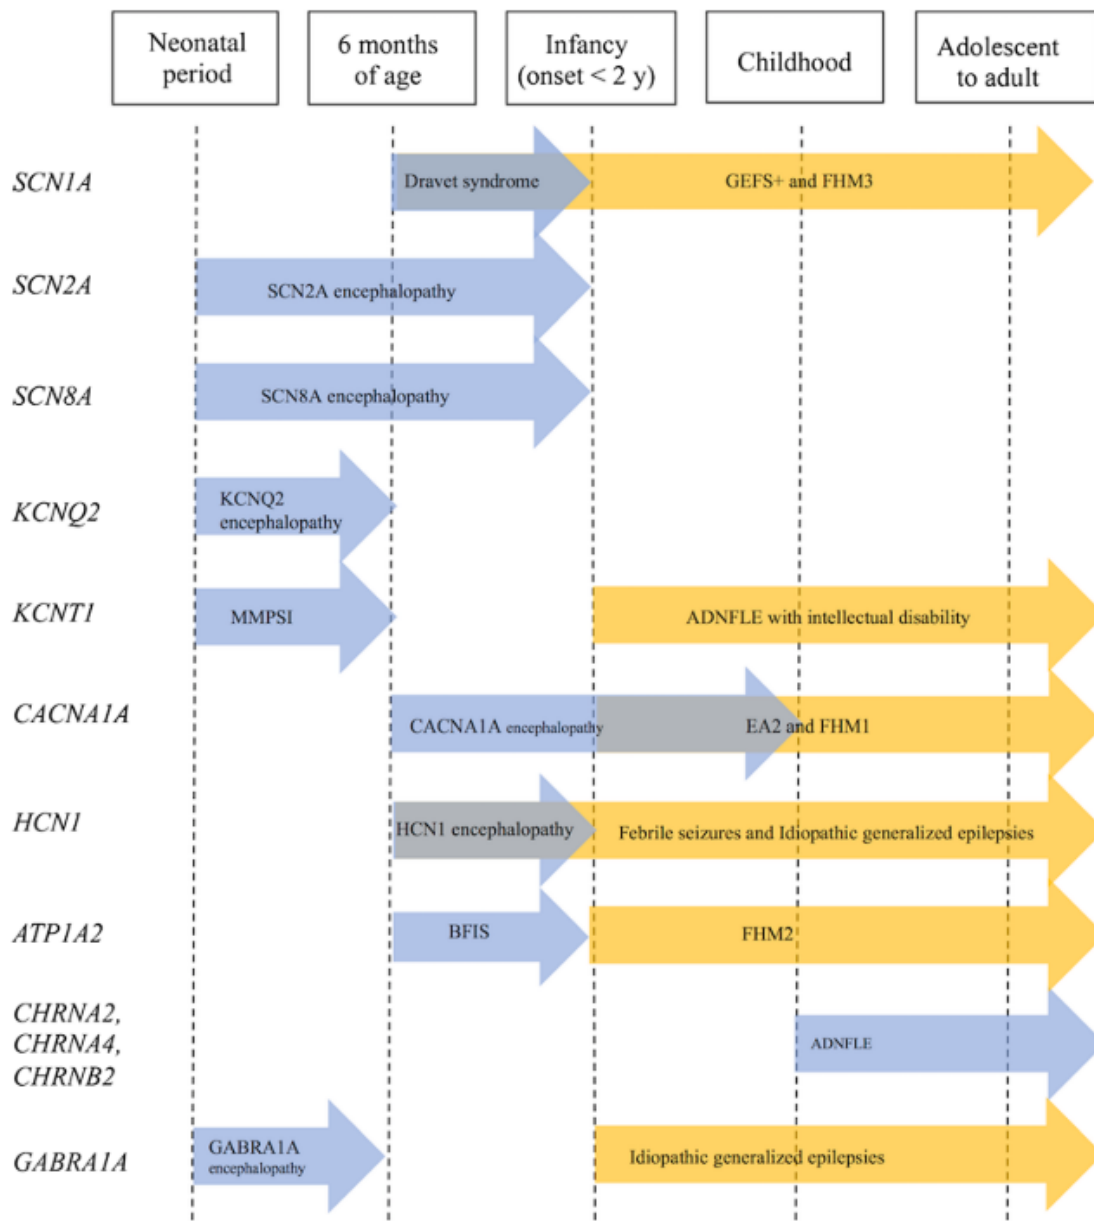 Neonatal
period
6 months
of age
Infancy
(onset < 2 y)
Childhood
Adolescent
to adult
SCN1A
Dravet syndrome
GEFS+ and FHM3
SCN2A
SCN2A encephalopathy
SCN8A
SCN8A encephalopathy
KCNQ2
KCNQ2
encephalopathy
KCNT1
MMPSI
ADNFLE with intellectual disability
CACNA1A
CACNA1A encephalopathy
EA2 and FHM1
HCN1
HCN1 encephalopathy
Febrile seizures and Idiopathic generalized epilepsies
ATP1A2
BFIS
FHM2
CHRNA2,
CHRNA4,
CHRNB2
ADNFLE
GABRA1A
GABRA1A
encephalopathy
Idiopathic generalized epilepsies